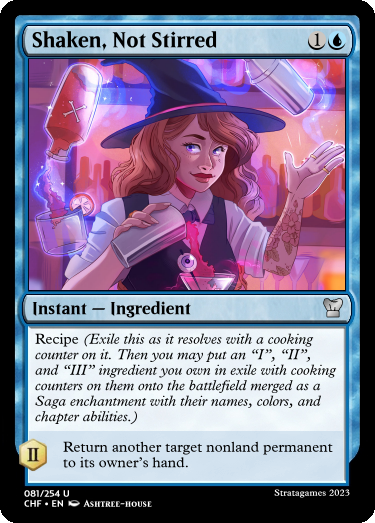 Shaken, Not Stirred 1
Instant — Ingredient
Recipe (Exile this as it resolves with a cooking
counter on it. Then you may put an “I”, “II”,
and “III” ingredient you own in exile with cooking
counters on them onto the battlefield merged as a
Saga enchantment with their names, colors, and
chapter abilities.)
II Return another target nonland permanent
to its owner's hand.
081/254 U
Stratagames 2023
CHF • EN Ashtree-house